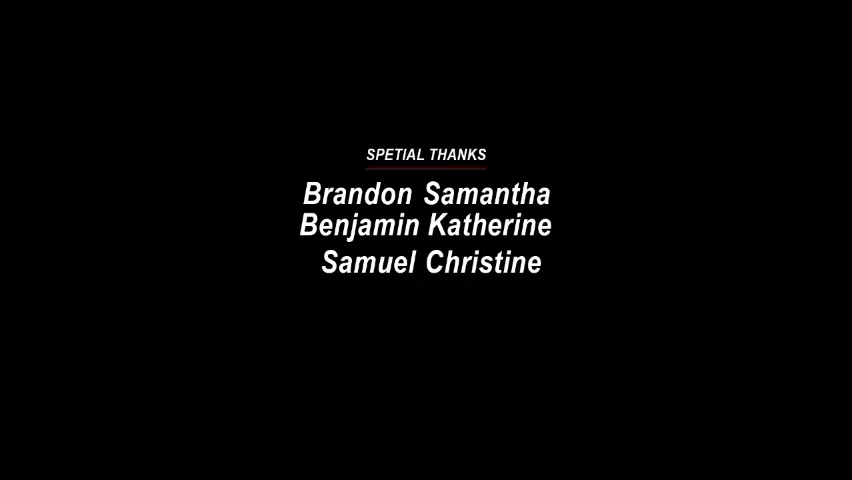 SPETIAL THANKS
Brandon Samantha
Benjamin Katherine
Samuel Christine